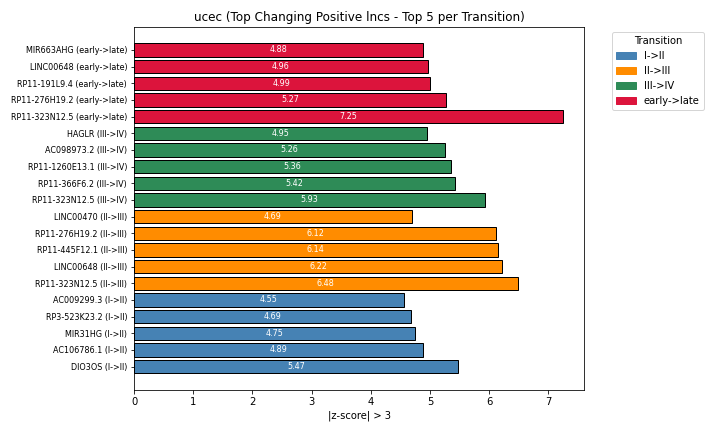 ucec (Top Changing Positive lncs - Top 5 per Transition)
MIR663AHG (early->late) 4.88
LINC00648 (early->late) 4.96
RP11-191L9.4 (early->late) 4.99
RP11-276H19.2 (early->late) 5.27
RP11-323N12.5 (early->late) 7.25
HAGLR (III->IV) 4.95
AC098973.2 (III->IV) 5.26
RP11-1260E13.1 (III->IV) 5.36
RP11-366F6.2 (III->IV) 5.42
RP11-323N12.5 (III->IV) 5.93
LINC00470 (II->III) 4.69
RP11-276H19.2 (II->III) 6.12
RP11-445F12.1 (II->III) 6.14
LINC00648 (II->III) 6.22
RP11-323N12.5 (II->III) 6.48
AC009299.3 (I->II) 4.55
RP3-523K23.2 (I->II) 4.69
MIR31HG (I->II) 4.75
AC106786.1 (I->II) 4.89
DIO3OS (I->II) 5.47
0 1 2 3 4 5 6 7
|z-score| > 3
Transition
I->II
II->III
III->IV
early->late